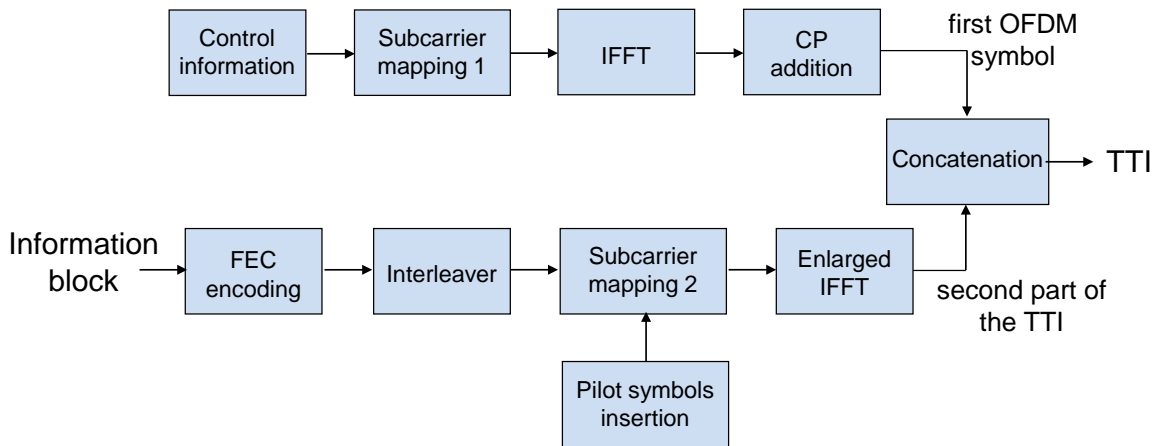 Control
information
Subcarrier
mapping 1
IFFT
CP
addition
first OFDM
symbol
Concatenation
TTI
Information
block
FEC
encoding
Interleaver
Subcarrier
mapping 2
Enlarged
IFFT
second part of
the TTI
Pilot symbols
insertion